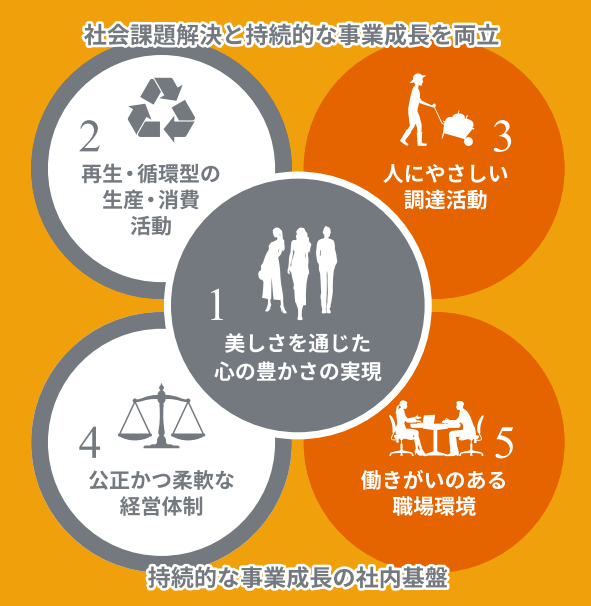 社会課題解決と持続的な事業成長を両立
1
美しさを通じた
心の豊かさの実現
2
再生・循環型の
生産・消費
活動
3
人にやさしい
調達活動
4
公正かつ柔軟な
経営体制
5
働きがいのある
職場環境
持続的な事業成長の社内基盤